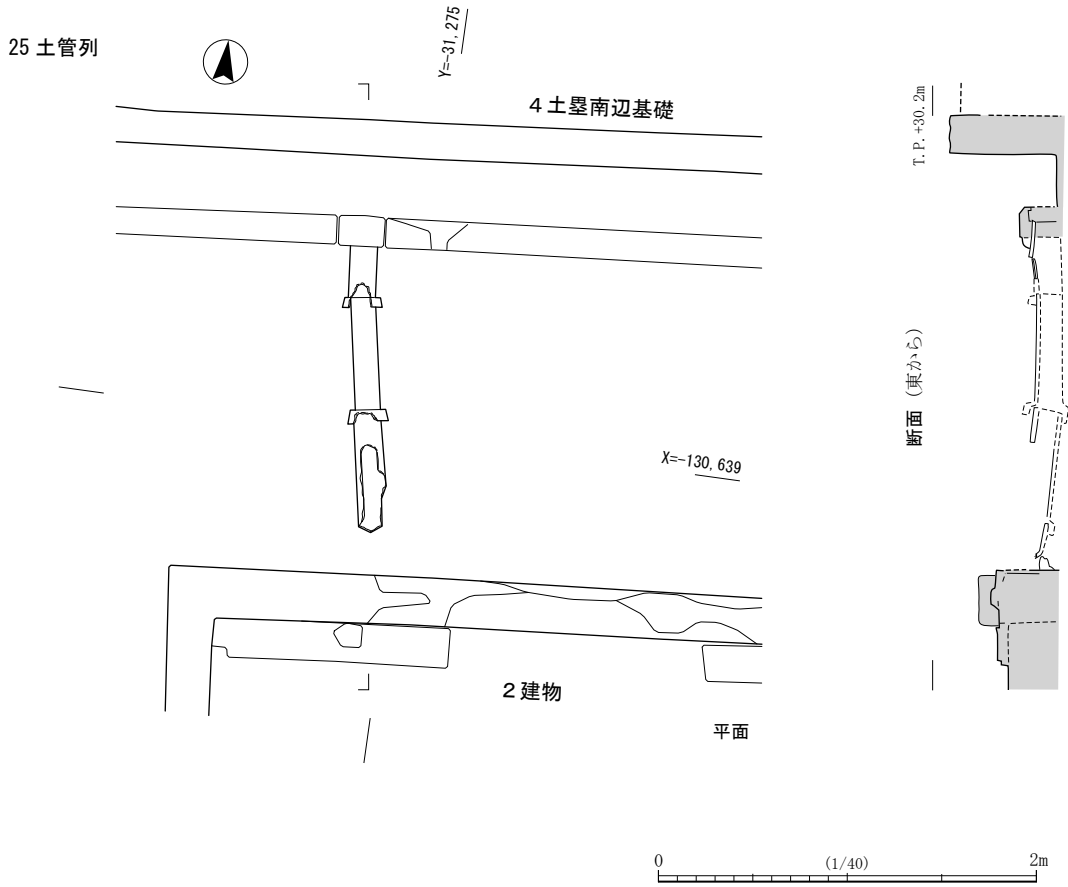 25 土管列
Y=-31,275
4 土塁南辺基礎
T.P.+30.2m
断面 (東から)
X=-130,639
2 建物
平面
0 (1/40) 2m